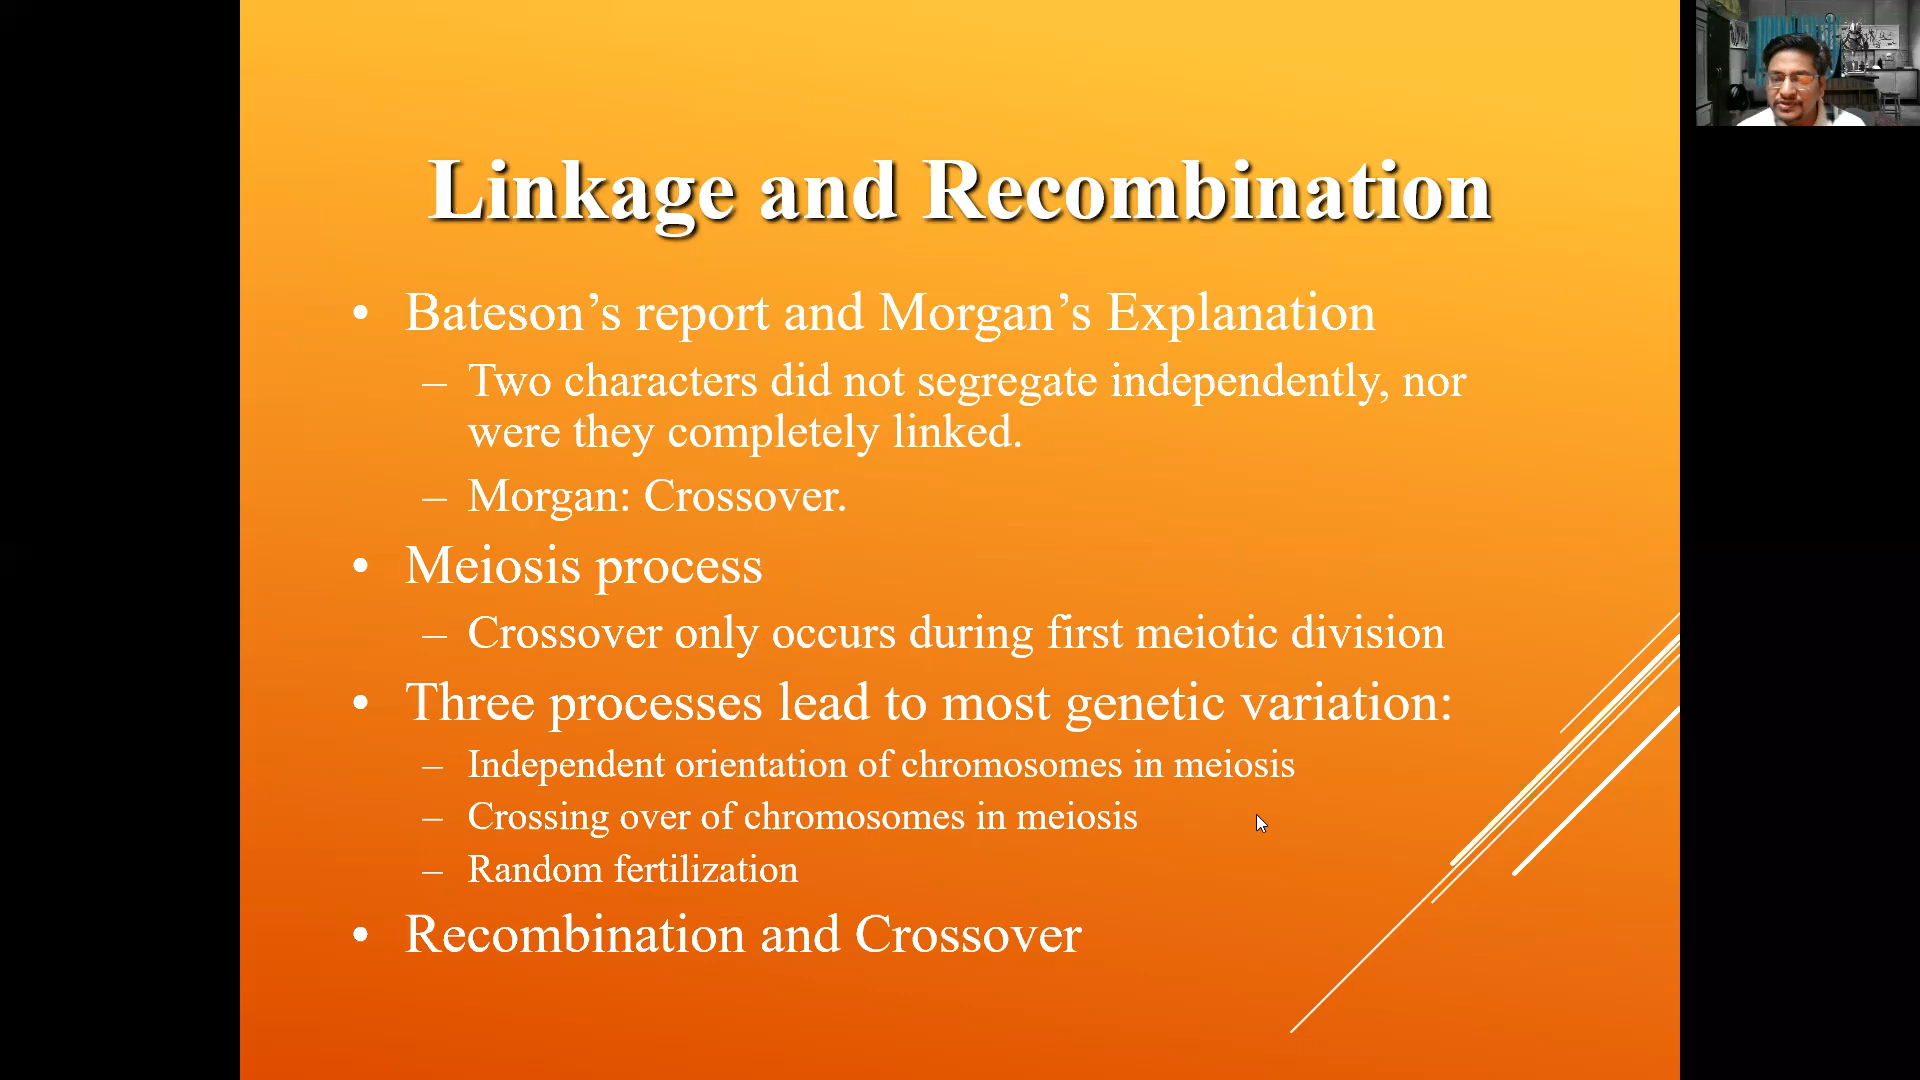 Linkage and Recombination
• Bateson’s report and Morgan’s Explanation
– Two characters did not segregate independently, nor
were they completely linked.
– Morgan: Crossover.
• Meiosis process
– Crossover only occurs during first meiotic division
• Three processes lead to most genetic variation:
– Independent orientation of chromosomes in meiosis
– Crossing over of chromosomes in meiosis
– Random fertilization
• Recombination and Crossover